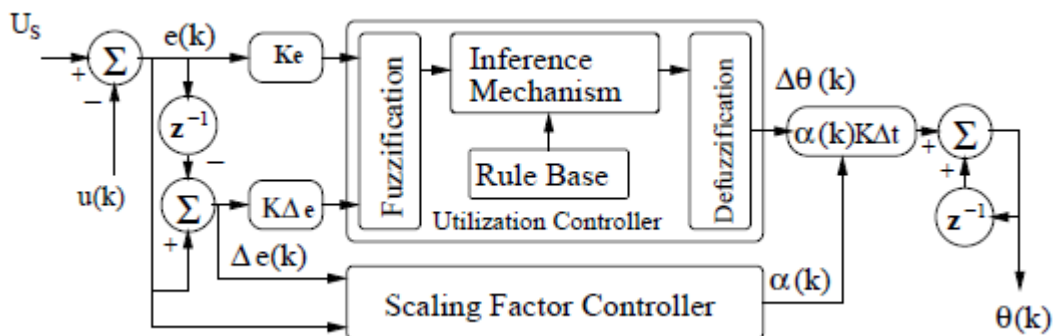 U_s
e(k)
+
Σ
−
Ke
z⁻¹
−
u(k)
Σ
+
KΔe
Δe(k)
Fuzzification
Inference
Mechanism
Rule Base
Utilization Controller
Defuzzification
Δθ(k)
α(k)KΔt
+
Σ
+
z⁻¹
Scaling Factor Controller
α(k)
θ(k)